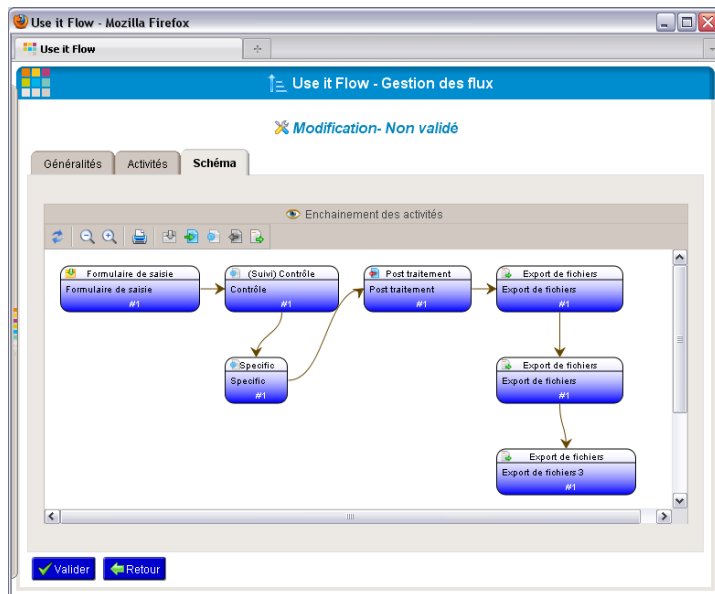 Use it Flow - Mozilla Firefox
Use it Flow
Use it Flow - Gestion des flux
Modification- Non validé
Généralités Activités Schéma
Enchainement des activités
Formulaire de saisie
Formulaire de saisie
#1
(Suivi) Contrôle
Contrôle
#1
Post traitement
Post traitement
#1
Export de fichiers
Export de fichiers
#1
Specific
Specific
#1
Export de fichiers
Export de fichiers
#1
Export de fichiers
Export de fichiers 3
#1
Valider Retour